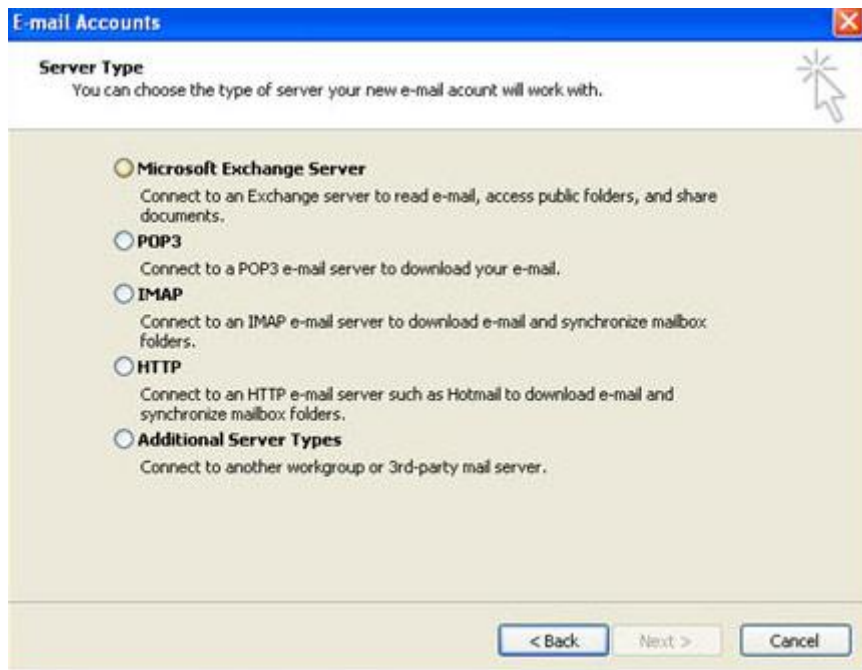 E-mail Accounts
Server Type
You can choose the type of server your new e-mail acount will work with.
Microsoft Exchange Server
Connect to an Exchange server to read e-mail, access public folders, and share
documents.
POP3
Connect to a POP3 e-mail server to download your e-mail.
IMAP
Connect to an IMAP e-mail server to download e-mail and synchronize mailbox
folders.
HTTP
Connect to an HTTP e-mail server such as Hotmail to download e-mail and
synchronize mailbox folders.
Additional Server Types
Connect to another workgroup or 3rd-party mail server.
< Back Next > Cancel